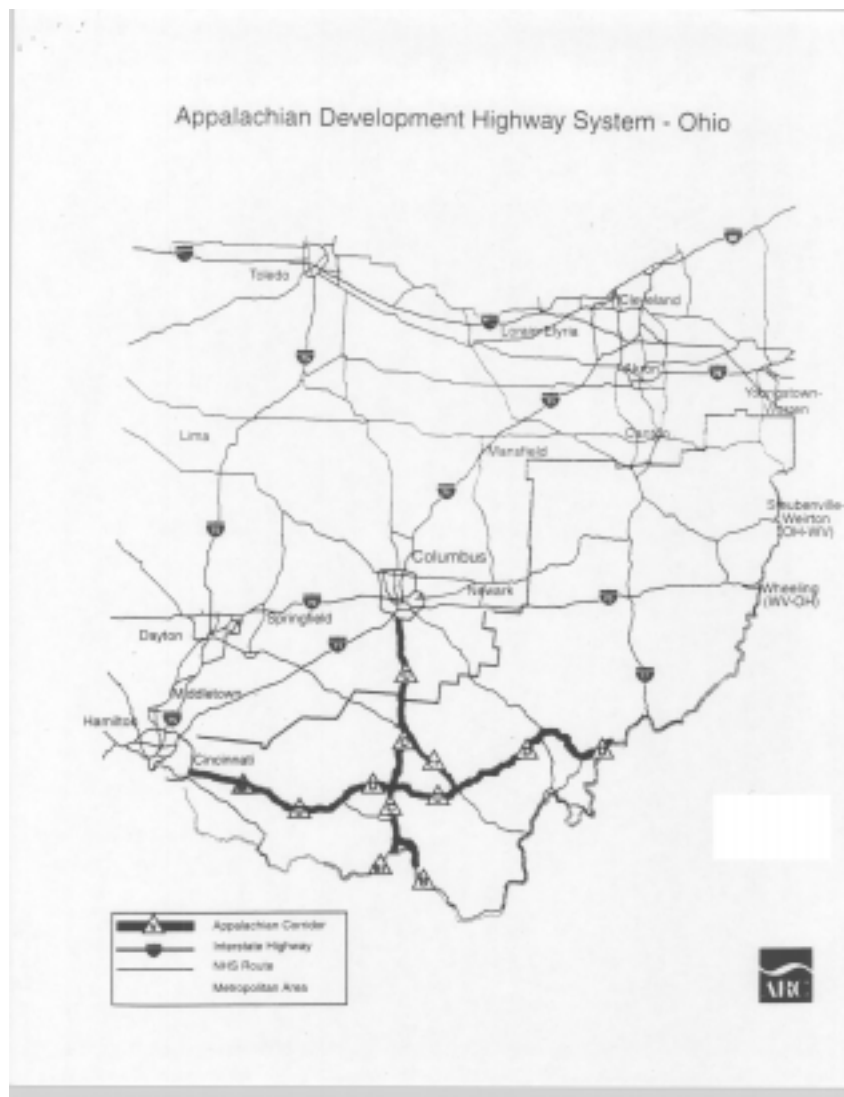 Appalachian Development Highway System - Ohio
Toledo
Cleveland
Lorain-Elyria
Akron
Youngstown-
Warren
Lima
Canton
Mansfield
Steubenville-
Weirton
(OH-WV)
Columbus
Newark
Wheeling
(WV-OH)
Springfield
Dayton
Middletown
Hamilton
Cincinnati
Appalachian Corridor
Interstate Highway
NHS Route
Metropolitan Area
ARC